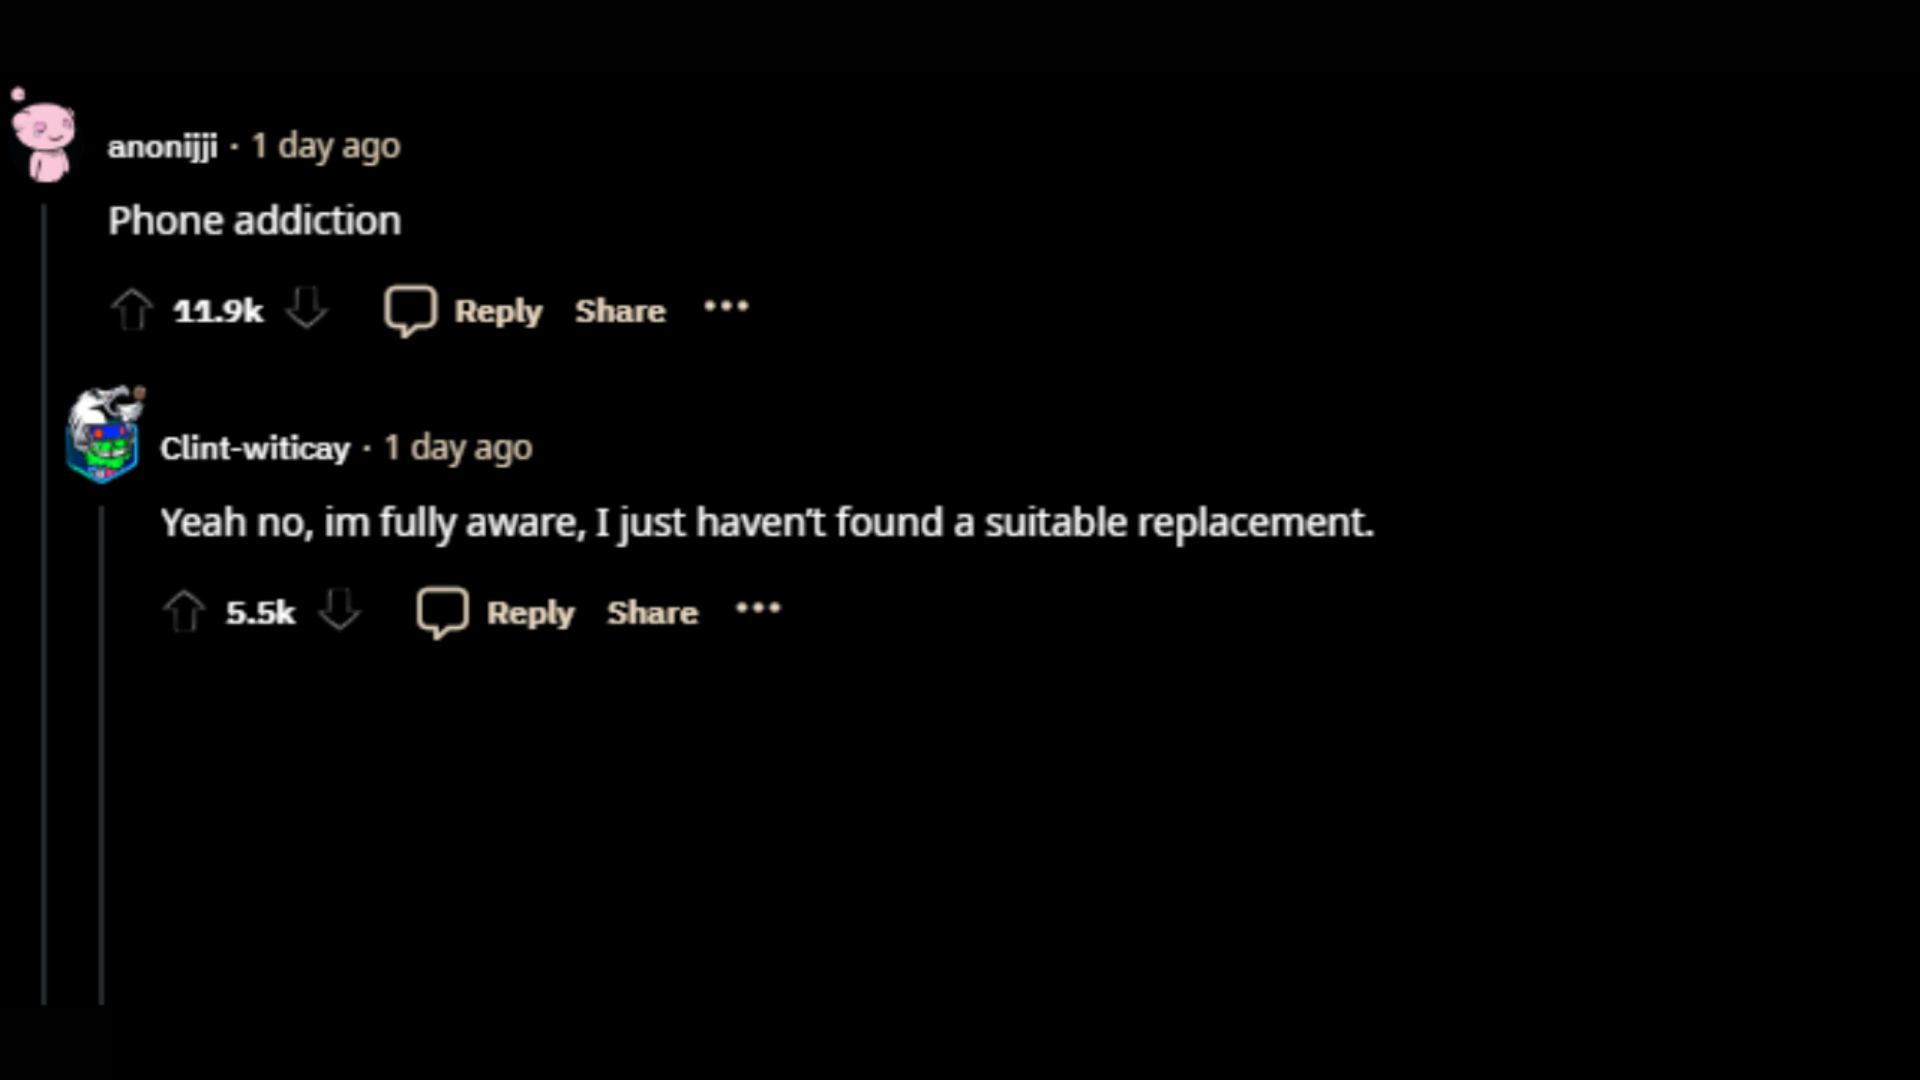 anonijji · 1 day ago
Phone addiction
11.9k Reply Share •••
Clint-witicay · 1 day ago
Yeah no, im fully aware, I just haven't found a suitable replacement.
5.5k Reply Share •••